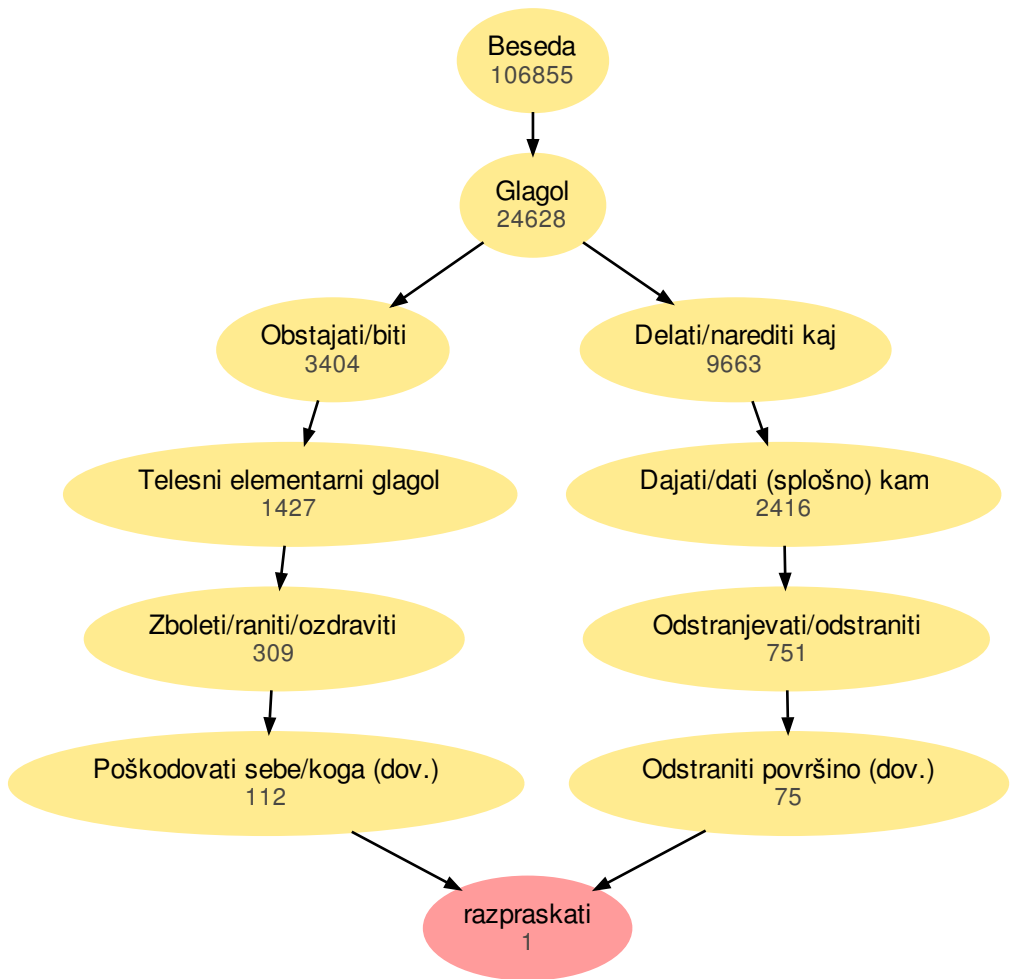 Beseda
106855
Glagol
24628
Obstajati/biti
3404
Delati/narediti kaj
9663
Telesni elementarni glagol
1427
Dajati/dati (splošno) kam
2416
Zboleti/raniti/ozdraviti
309
Odstranjevati/odstraniti
751
Poškodovati sebe/koga (dov.)
112
Odstraniti površino (dov.)
75
razpraskati
1